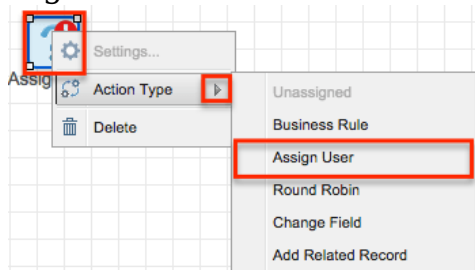 Settings...
Assig
Action Type
Unassigned
Delete
Business Rule
Assign User
Round Robin
Change Field
Add Related Record